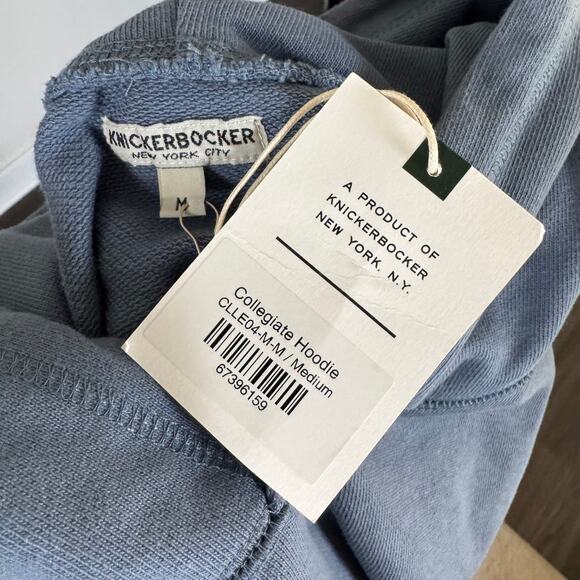 KNICKERBOCKER
NEW YORK CITY
M
A PRODUCT OF
KNICKERBOCKER
NEW YORK, N.Y.
Collegiate Hoodie
CLLE04-M-M / Medium
67396159